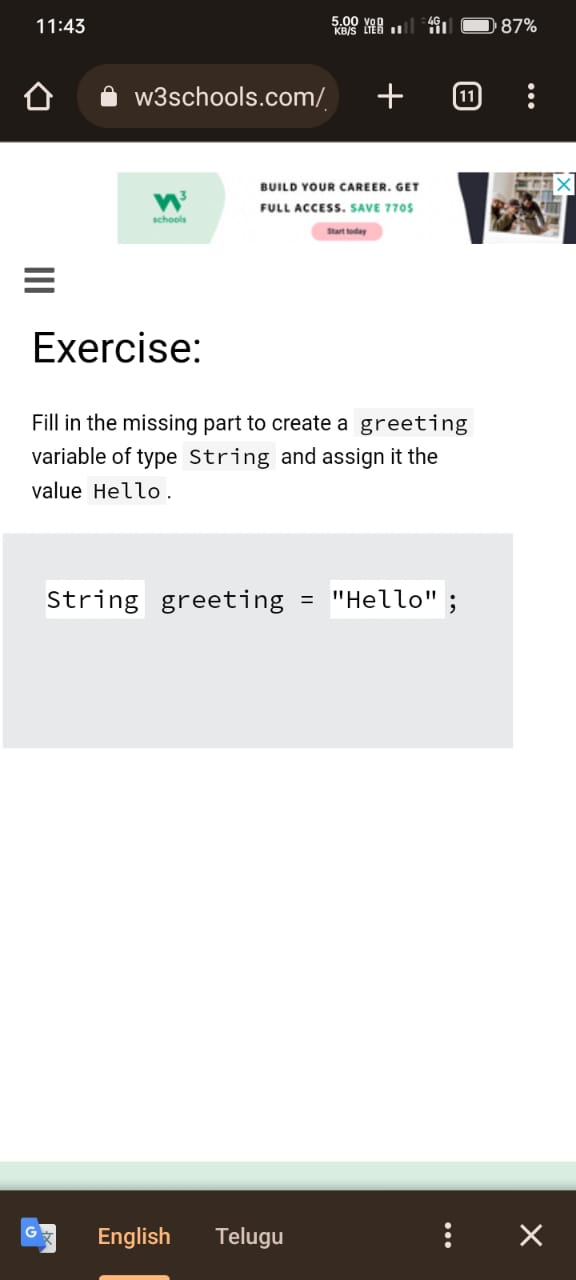 11:43
5.00 KB/S
VoD LTE
4G
87%
w3schools.com/
11
W3
schools
BUILD YOUR CAREER. GET
FULL ACCESS. SAVE 770$
Start today
Exercise:
Fill in the missing part to create a greeting
variable of type String and assign it the
value Hello.
String greeting = "Hello";
G 文
English
Telugu